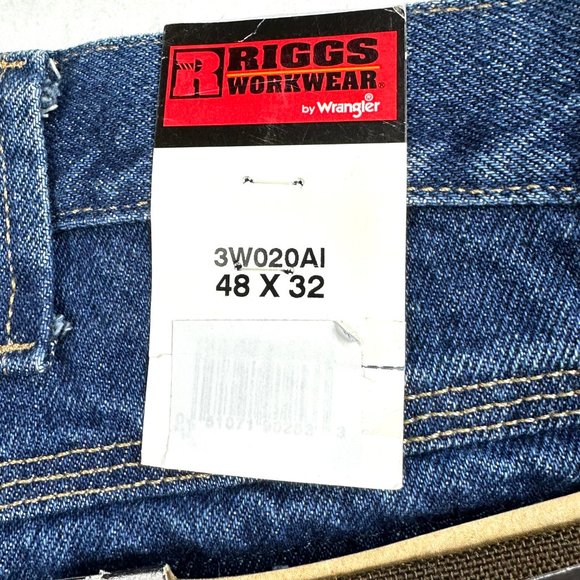 R RIGGS
WORKWEAR®
by Wrangler®
3W020AI
48 X 32